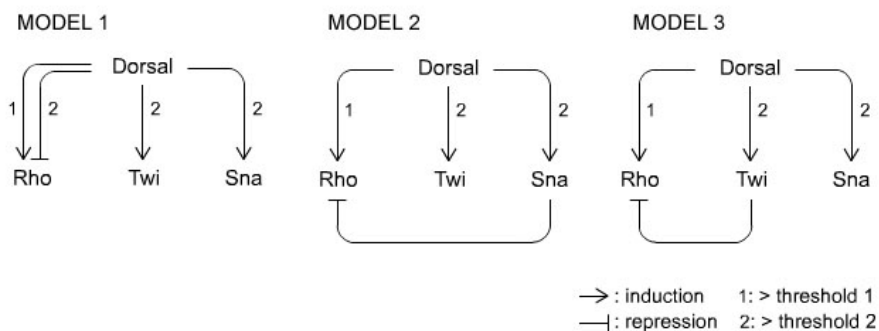 MODEL 1 MODEL 2 MODEL 3
Dorsal Dorsal Dorsal
1 2 2 2 1 2 2 1 2 2
Rho Twi Sna Rho Twi Sna Rho Twi Sna
: induction 1: > threshold 1
: repression 2: > threshold 2